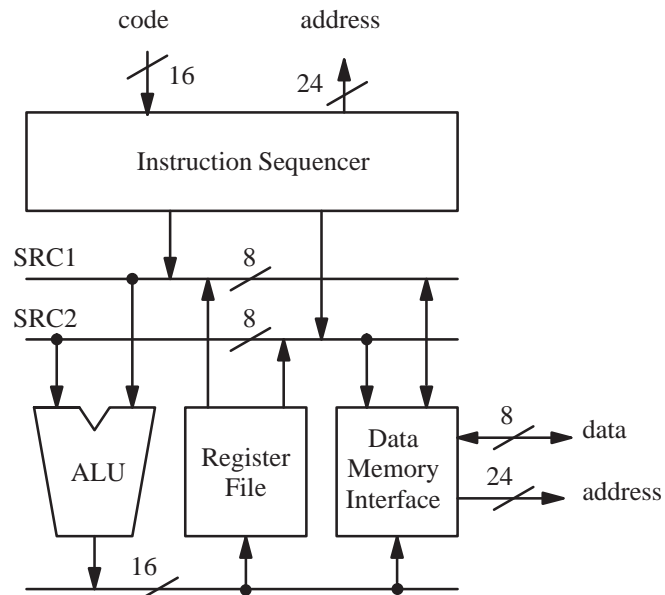 code
address
16
24
Instruction Sequencer
SRC1
8
SRC2
8
ALU
Register
File
Data
Memory
Interface
8
data
24
address
16